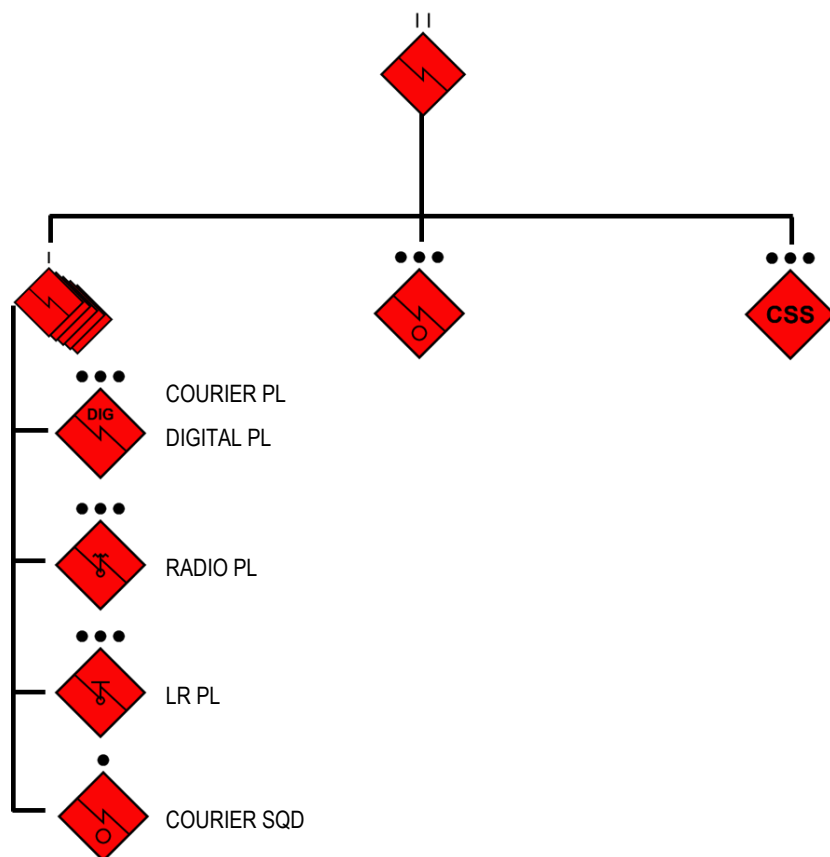 CSS
COURIER PL
DIG
DIGITAL PL
RADIO PL
LR PL
COURIER SQD